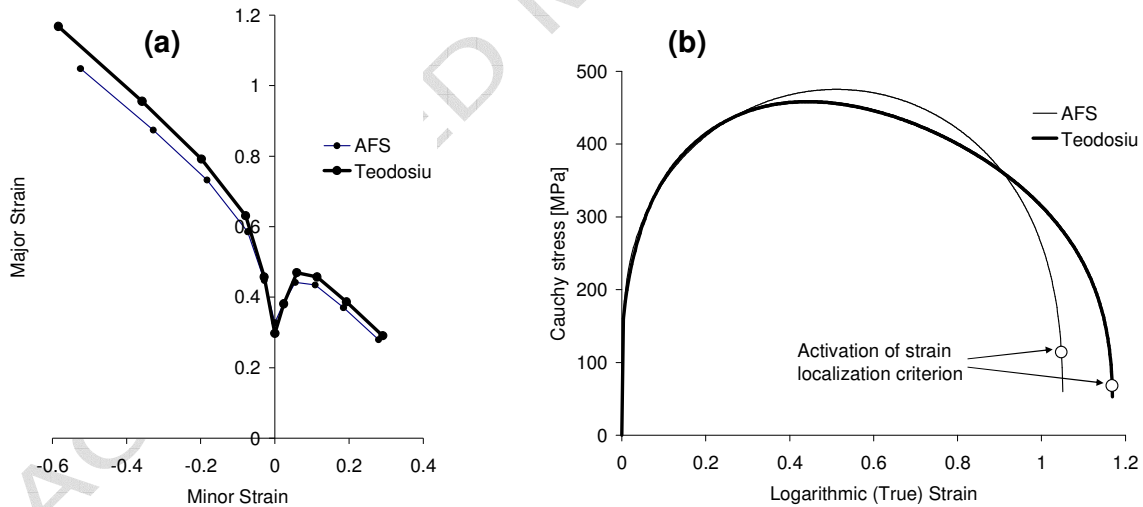 (a)
1.2
1
0.8
0.6
0.4
0.2
0
-0.6
-0.4
-0.2
0
0.2
0.4
Major Strain
Minor Strain
AFS
Teodosiu
(b)
500
400
300
200
100
0
0
0.2
0.4
0.6
0.8
1
1.2
Cauchy stress [MPa]
Logarithmic (True) Strain
AFS
Teodosiu
Activation of strain
localization criterion